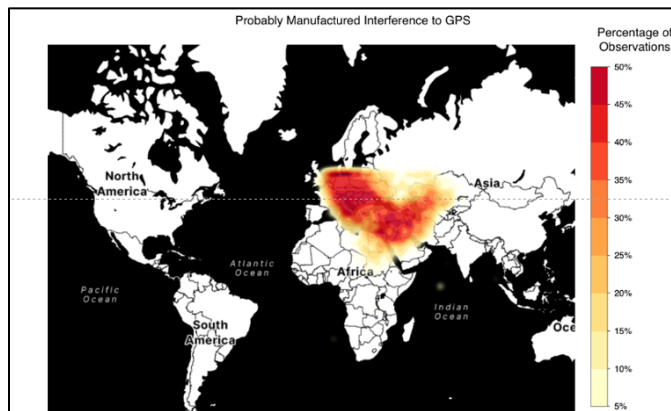 Probably Manufactured Interference to GPS
Percentage of
Observations
50%
45%
40%
35%
30%
25%
20%
15%
10%
5%
North
America
Asia
Atlantic
Ocean
Africa
Pacific
Ocean
Indian
Ocean
South
America
Oce